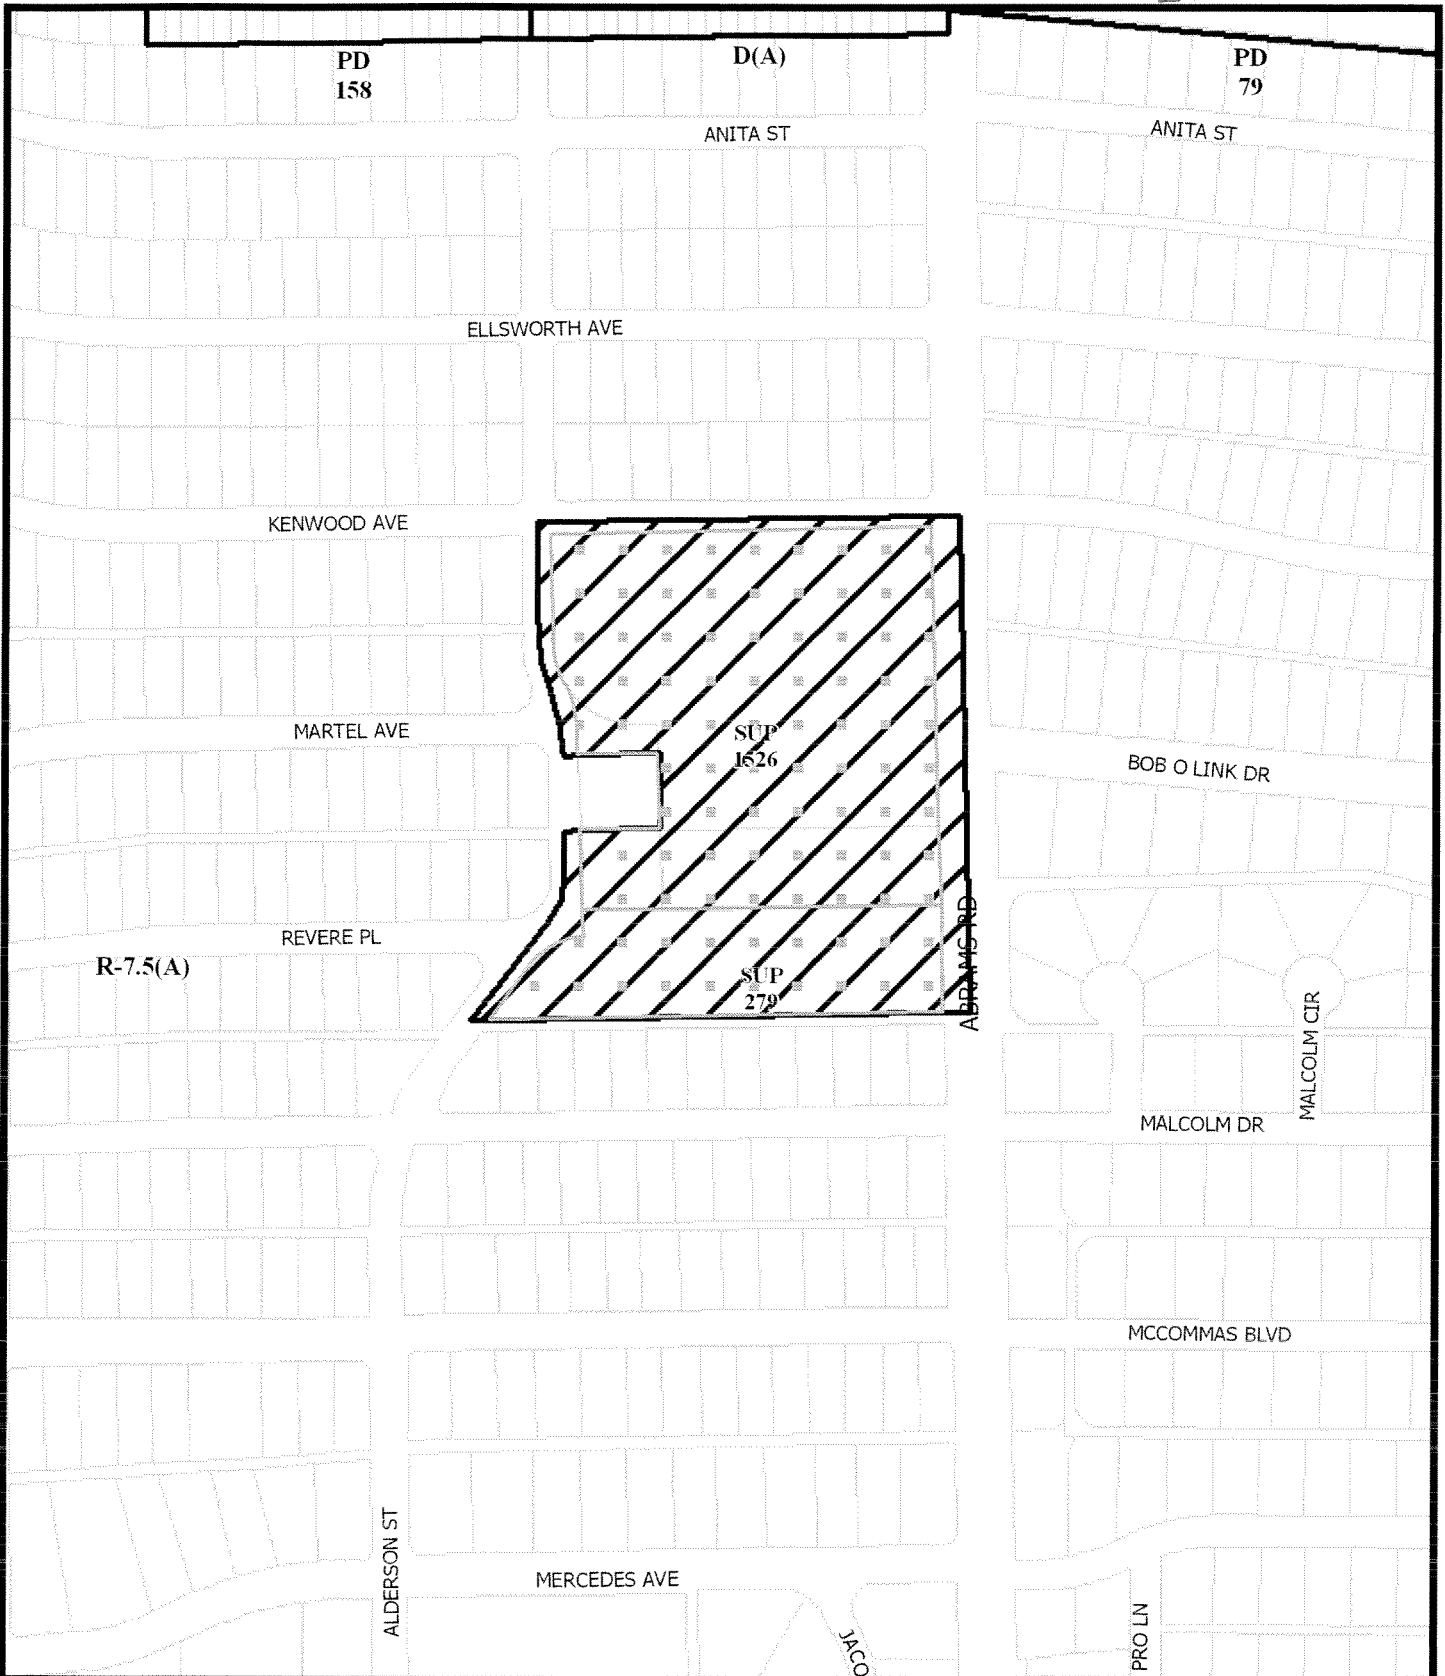 PD
158
D(A)
PD
79
ANITA ST
ANITA ST
ELLSWORTH AVE
KENWOOD AVE
MARTEL AVE
SUP
1526
BOB O LINK DR
REVERE PL
R-7.5(A)
SUP
279
ABRAMS RD
MALCOLM CIR
MALCOLM DR
MCCOMMAS BLVD
ALDERSON ST
MERCEDES AVE
JACO
PRO LN